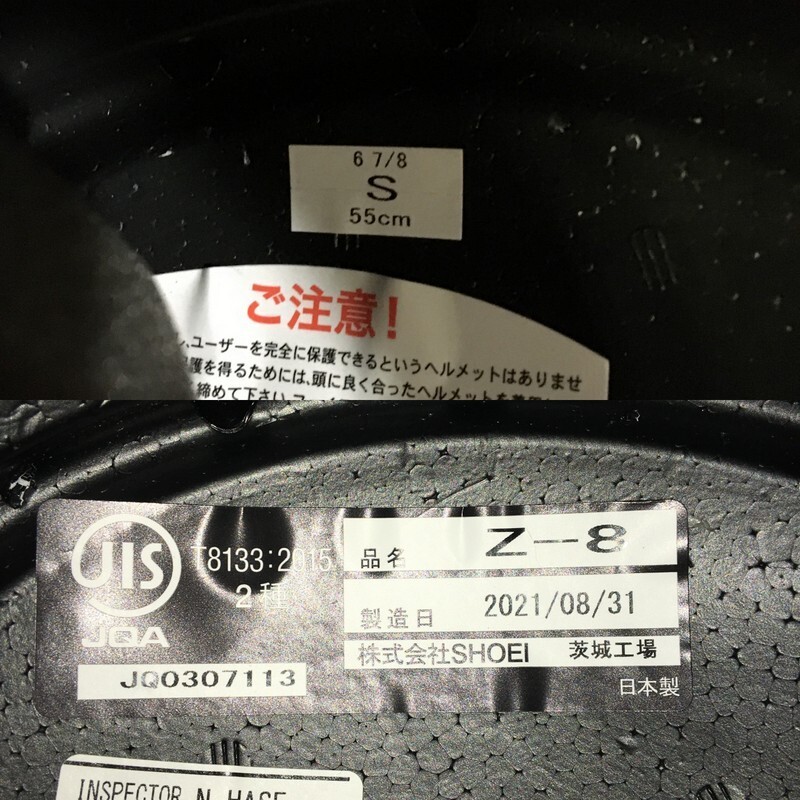 6 7/8
S
55cm
ご注意!
ユーザーを完全に保護できるというヘルメットはありませ
護を得るためには、頭に良く合ったヘルメットを着用
締めて下さい。
JIS
JQA
T8133:2015
2種
JQ0307113
品名 Z-8
製造日 2021/08/31
株式会社SHOEI 茨城工場
日本製
INSPECTOR N.HASE